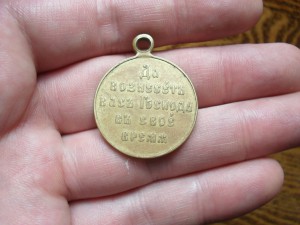 Да
вознесетъ
васъ Господь
въ свое
время